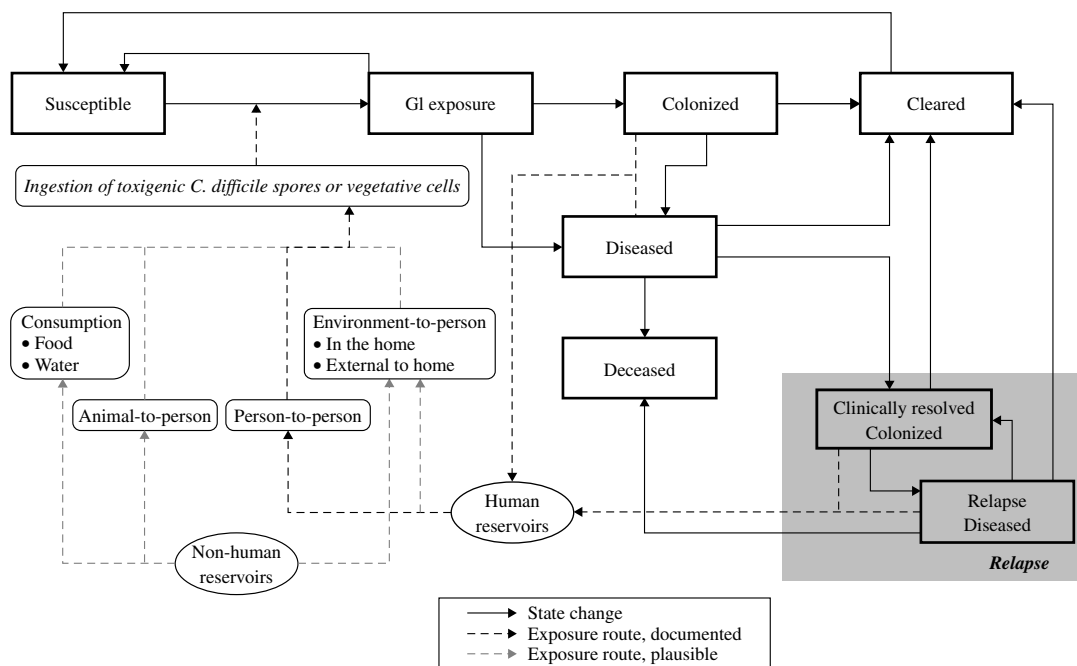 Susceptible
GI exposure
Colonized
Cleared
Ingestion of toxigenic C. difficile spores or vegetative cells
Diseased
Consumption
• Food
• Water
Environment-to-person
• In the home
• External to home
Deceased
Animal-to-person
Person-to-person
Clinically resolved
Colonized
Human
reservoirs
Relapse
Diseased
Non-human
reservoirs
Relapse
State change
Exposure route, documented
Exposure route, plausible